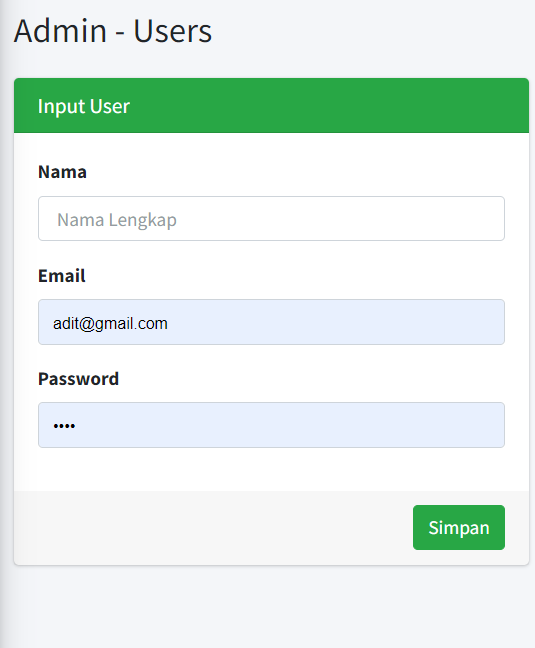 Admin - Users
Input User
Nama
Nama Lengkap
Email
adit@gmail.com
Password
••••
Simpan